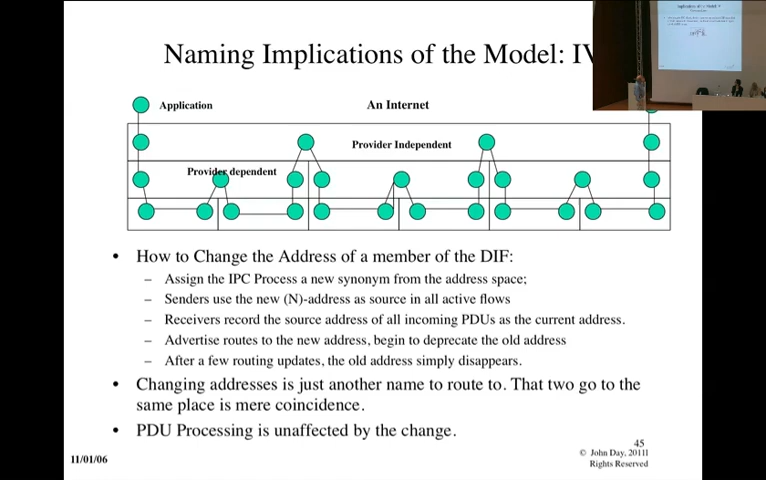 Naming Implications of the Model: IV
Application
An Internet
Provider Independent
Provider dependent
• How to Change the Address of a member of the DIF:
– Assign the IPC Process a new synonym from the address space;
– Senders use the new (N)-address as source in all active flows
– Receivers record the source address of all incoming PDUs as the current address.
– Advertise routes to the new address, begin to deprecate the old address
– After a few routing updates, the old address simply disappears.
• Changing addresses is just another name to route to. That two go to the
same place is mere coincidence.
• PDU Processing is unaffected by the change.
45
11/01/06
© John Day, 20111
Rights Reserved